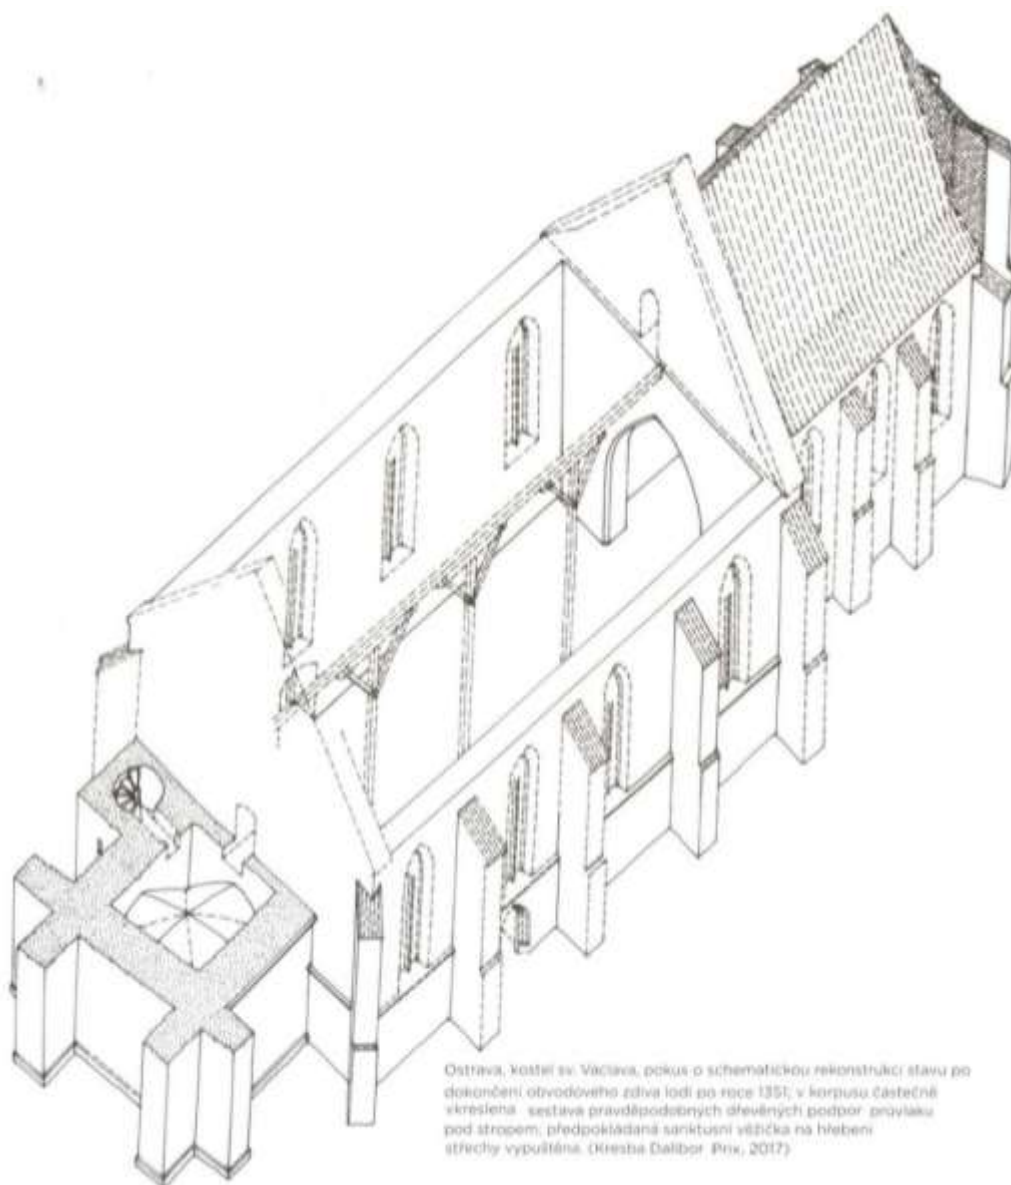 Ostrava, kostel sv. Václava, pokus o schematickou rekonstrukci stavu po
dokončení obvodového zdiva lodi po roce 1351; v korpusu částečně
vkreslena sestava pravděpodobných dřevěných podpor průvlaku
pod stropem; předpokládaná sanktusní věžička na hřebeni
střechy vypuštěna. (Kresba Dalibor Prix, 2017)